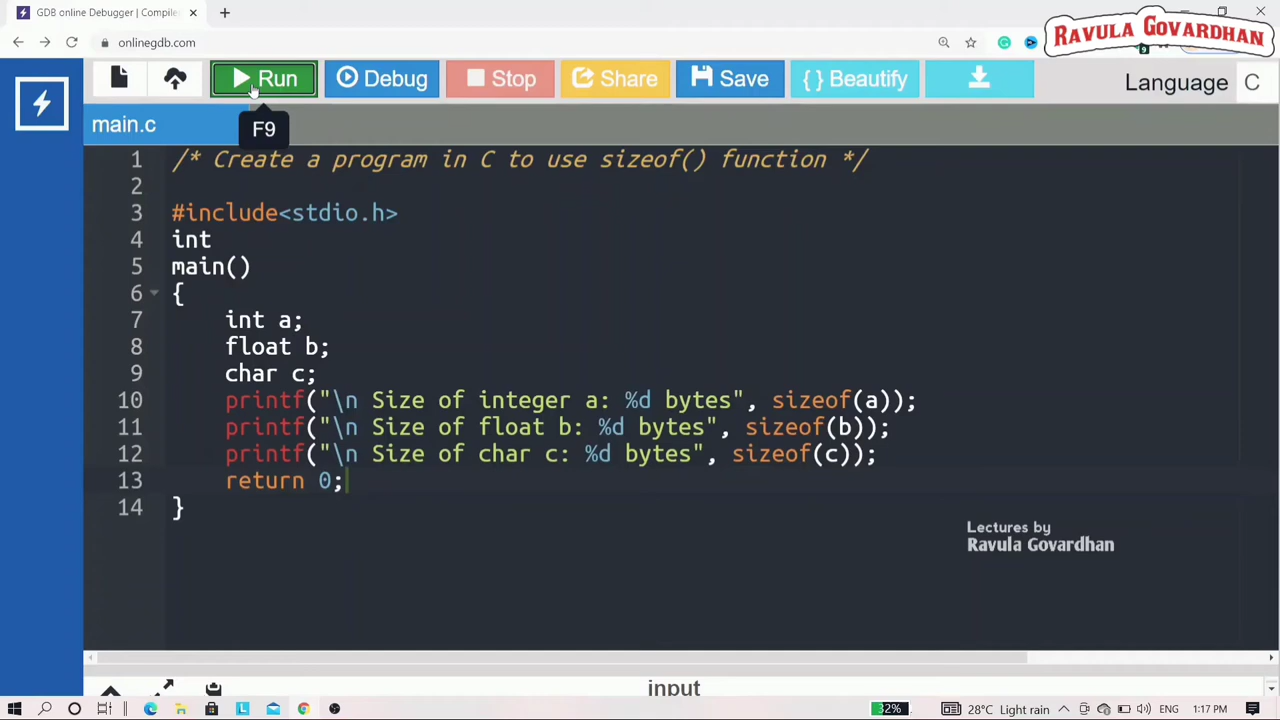 GDB online Debugger | Compiler
onlinegdb.com
RAVULA GOVARDHAN
Run
Debug
Stop
Share
Save
{ } Beautify
Language
C
main.c
F9
1 /* Create a program in C to use sizeof() function */
2
3 #include<stdio.h>
4 int
5 main()
6 {
7 int a;
8 float b;
9 char c;
10 printf("\n Size of integer a: %d bytes", sizeof(a));
11 printf("\n Size of float b: %d bytes", sizeof(b));
12 printf("\n Size of char c: %d bytes", sizeof(c));
13 return 0;
14 }
Lectures by
Ravula Govardhan
input
32%
28°C Light rain
1:17 PM